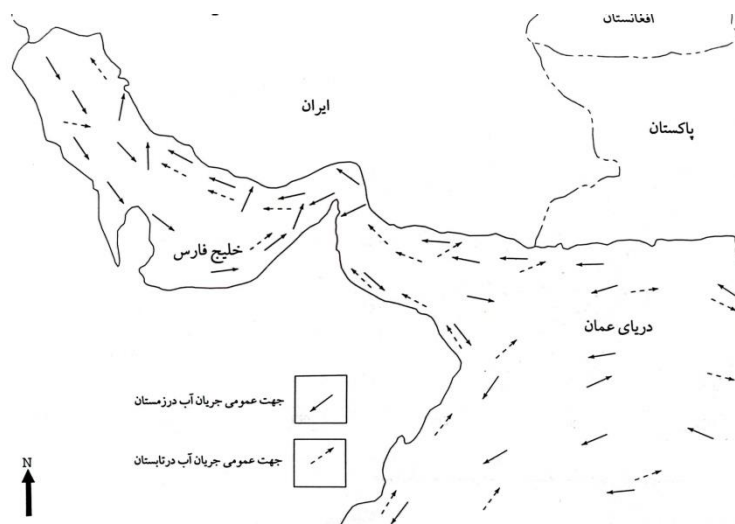 افغانستان
ایران
پاکستان
خلیج فارس
دریای عمان
جهت عمومی جریان آب درزمستان
جهت عمومی جریان آب درتابستان
N